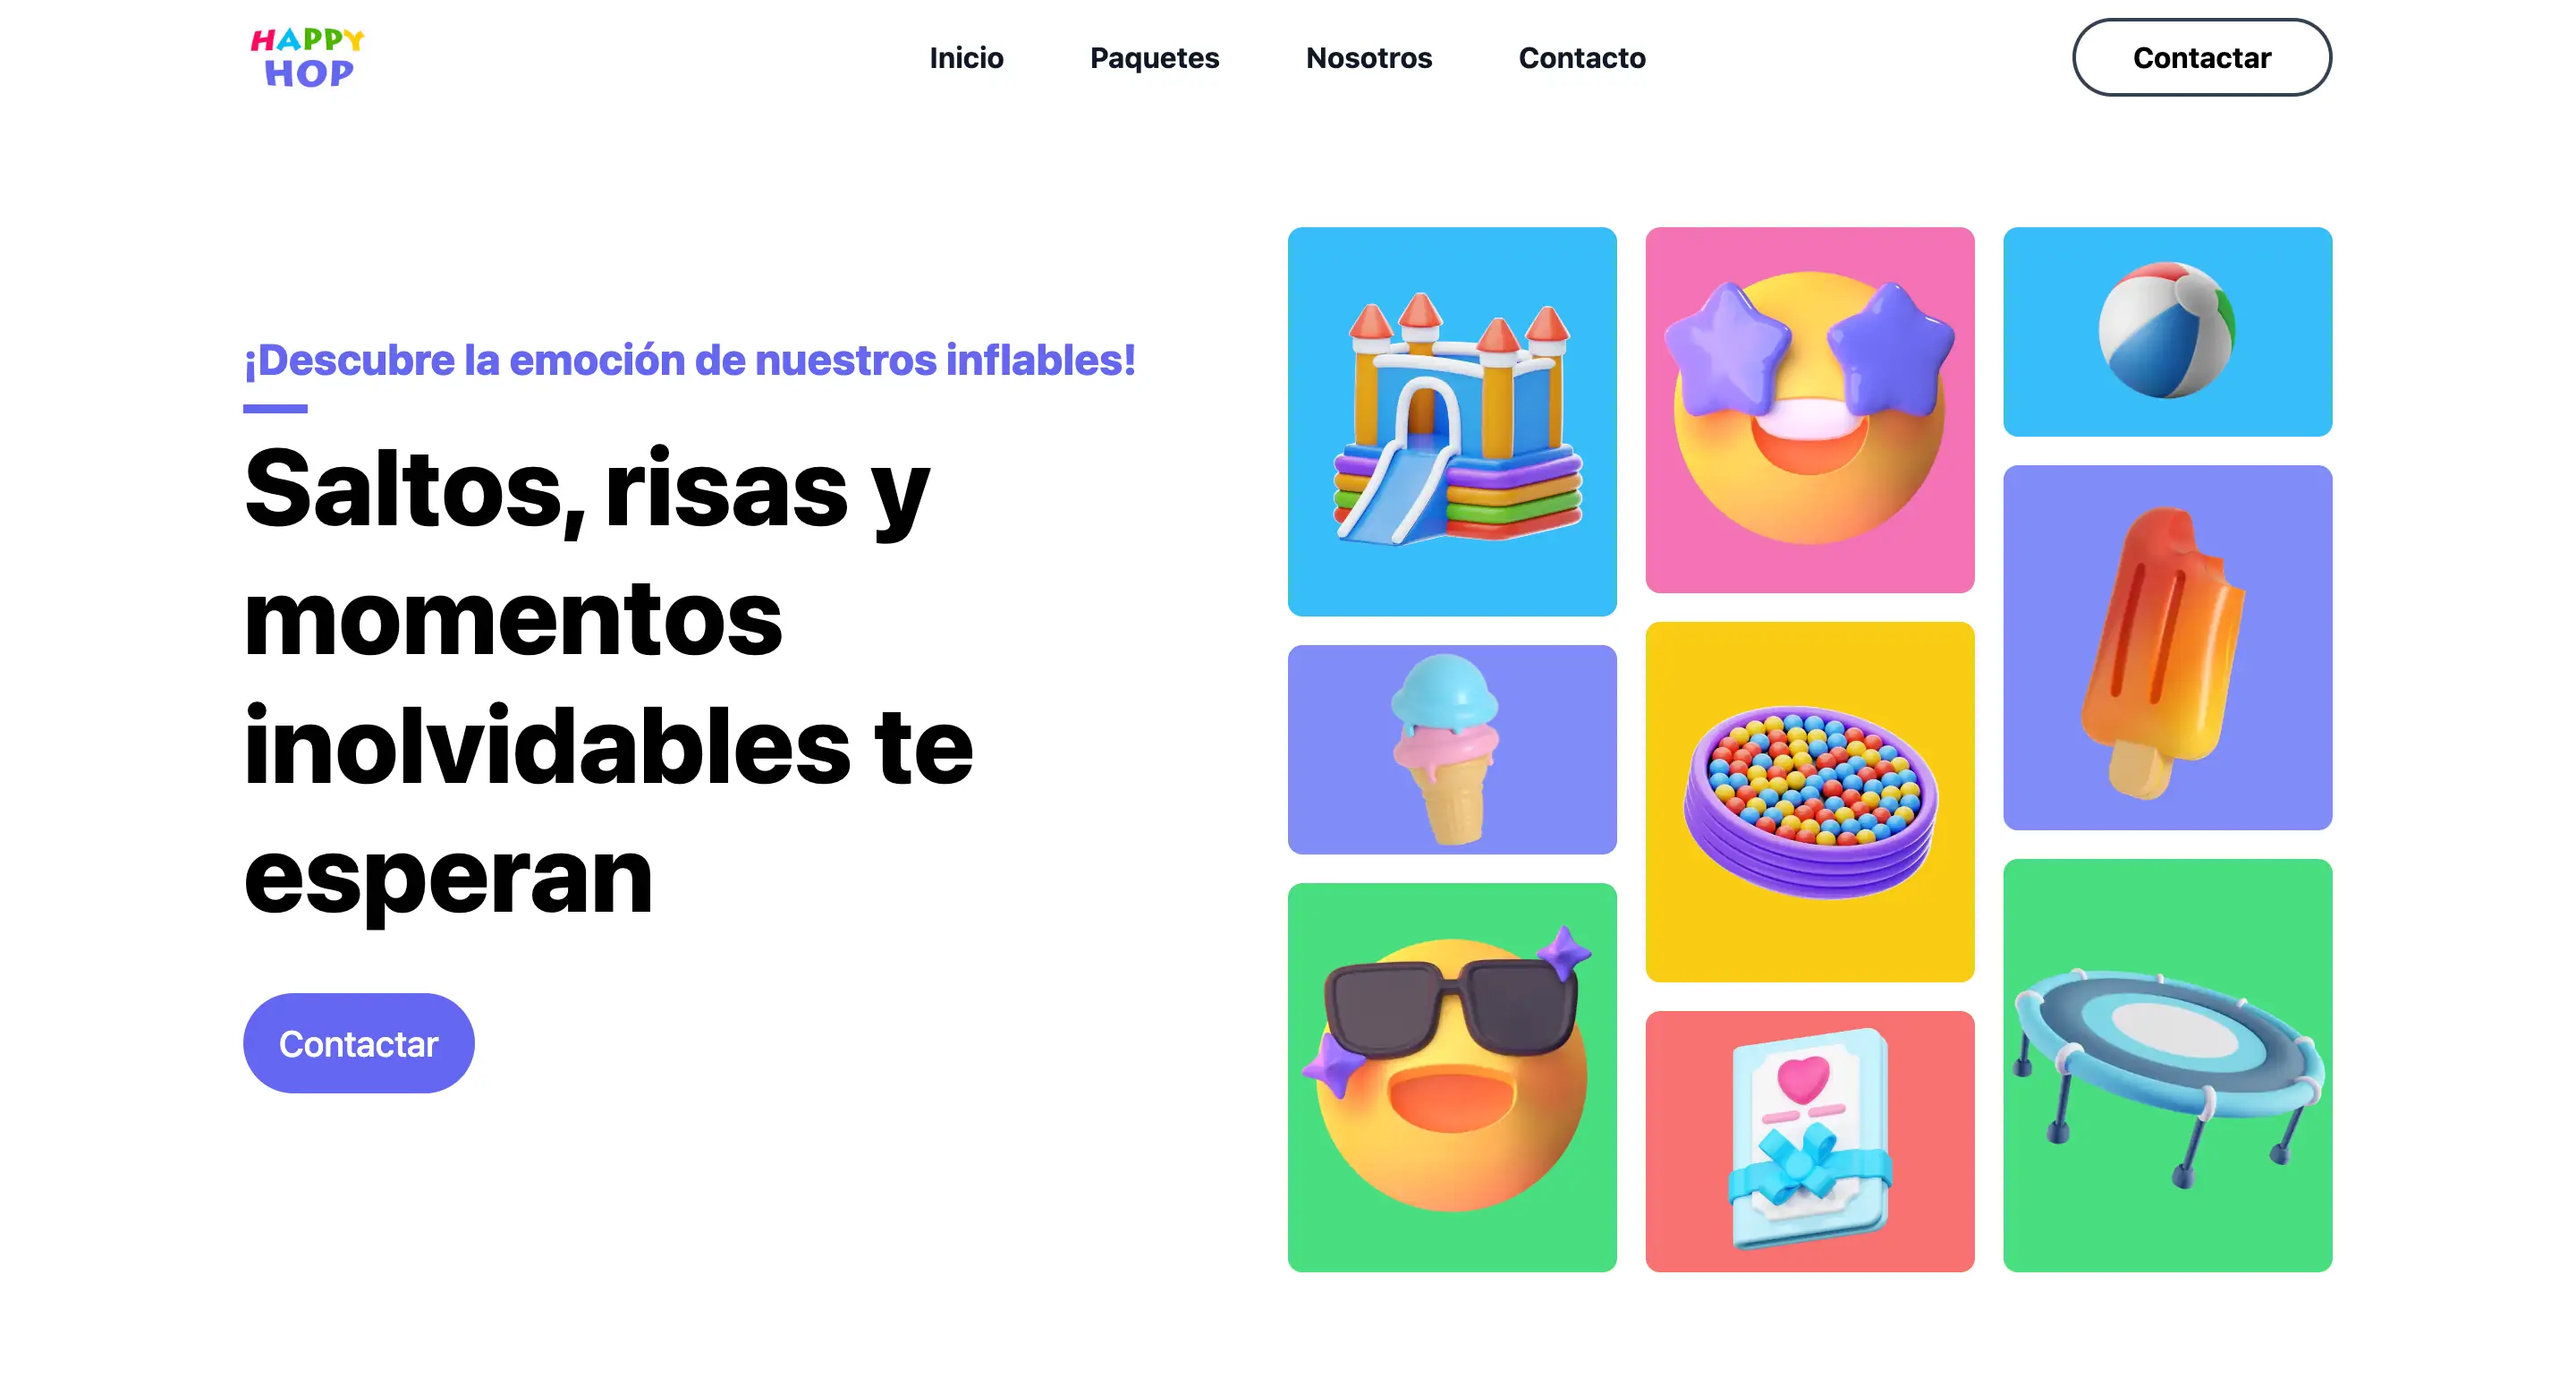 HAPPY
HOP
Inicio
Paquetes
Nosotros
Contacto
Contactar
¡Descubre la emoción de nuestros inflables!
Saltos, risas y
momentos
inolvidables te
esperan
Contactar